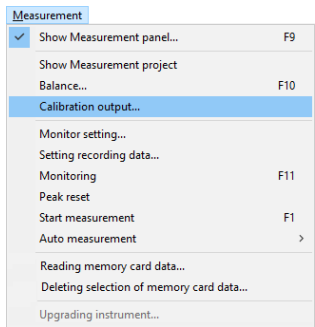 Measurement
Show Measurement panel... F9
Show Measurement project
Balance... F10
Calibration output...
Monitor setting...
Setting recording data...
Monitoring F11
Peak reset
Start measurement F1
Auto measurement
Reading memory card data...
Deleting selection of memory card data...
Upgrading instrument...